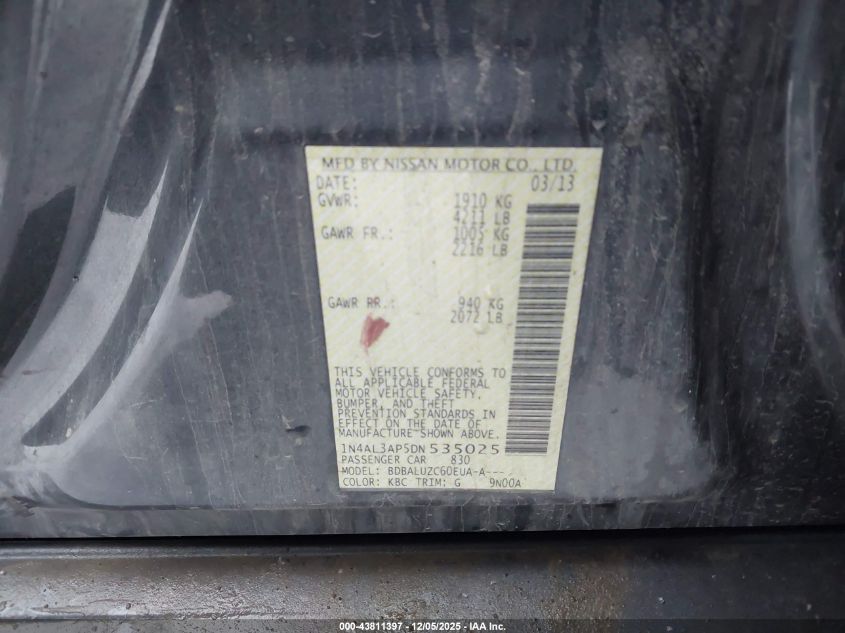 MFD BY NISSAN MOTOR CO., LTD.
DATE: 03/13
GVWR: 1910 KG
4211 LB
GAWR FR.: 1005 KG
2216 LB
GAWR RR.: 940 KG
2072 LB
THIS VEHICLE CONFORMS TO
ALL APPLICABLE FEDERAL
MOTOR VEHICLE SAFETY,
BUMPER, AND THEFT
PREVENTION STANDARDS IN
EFFECT ON THE DATE OF
MANUFACTURE SHOWN ABOVE.
1N4AL3AP5DN535025
PASSENGER CAR 830
MODEL: BDBALUZC60EUA-A----
COLOR: KBC TRIM: G 9N00A
000-43811397 - 12/05/2025 - IAA Inc.